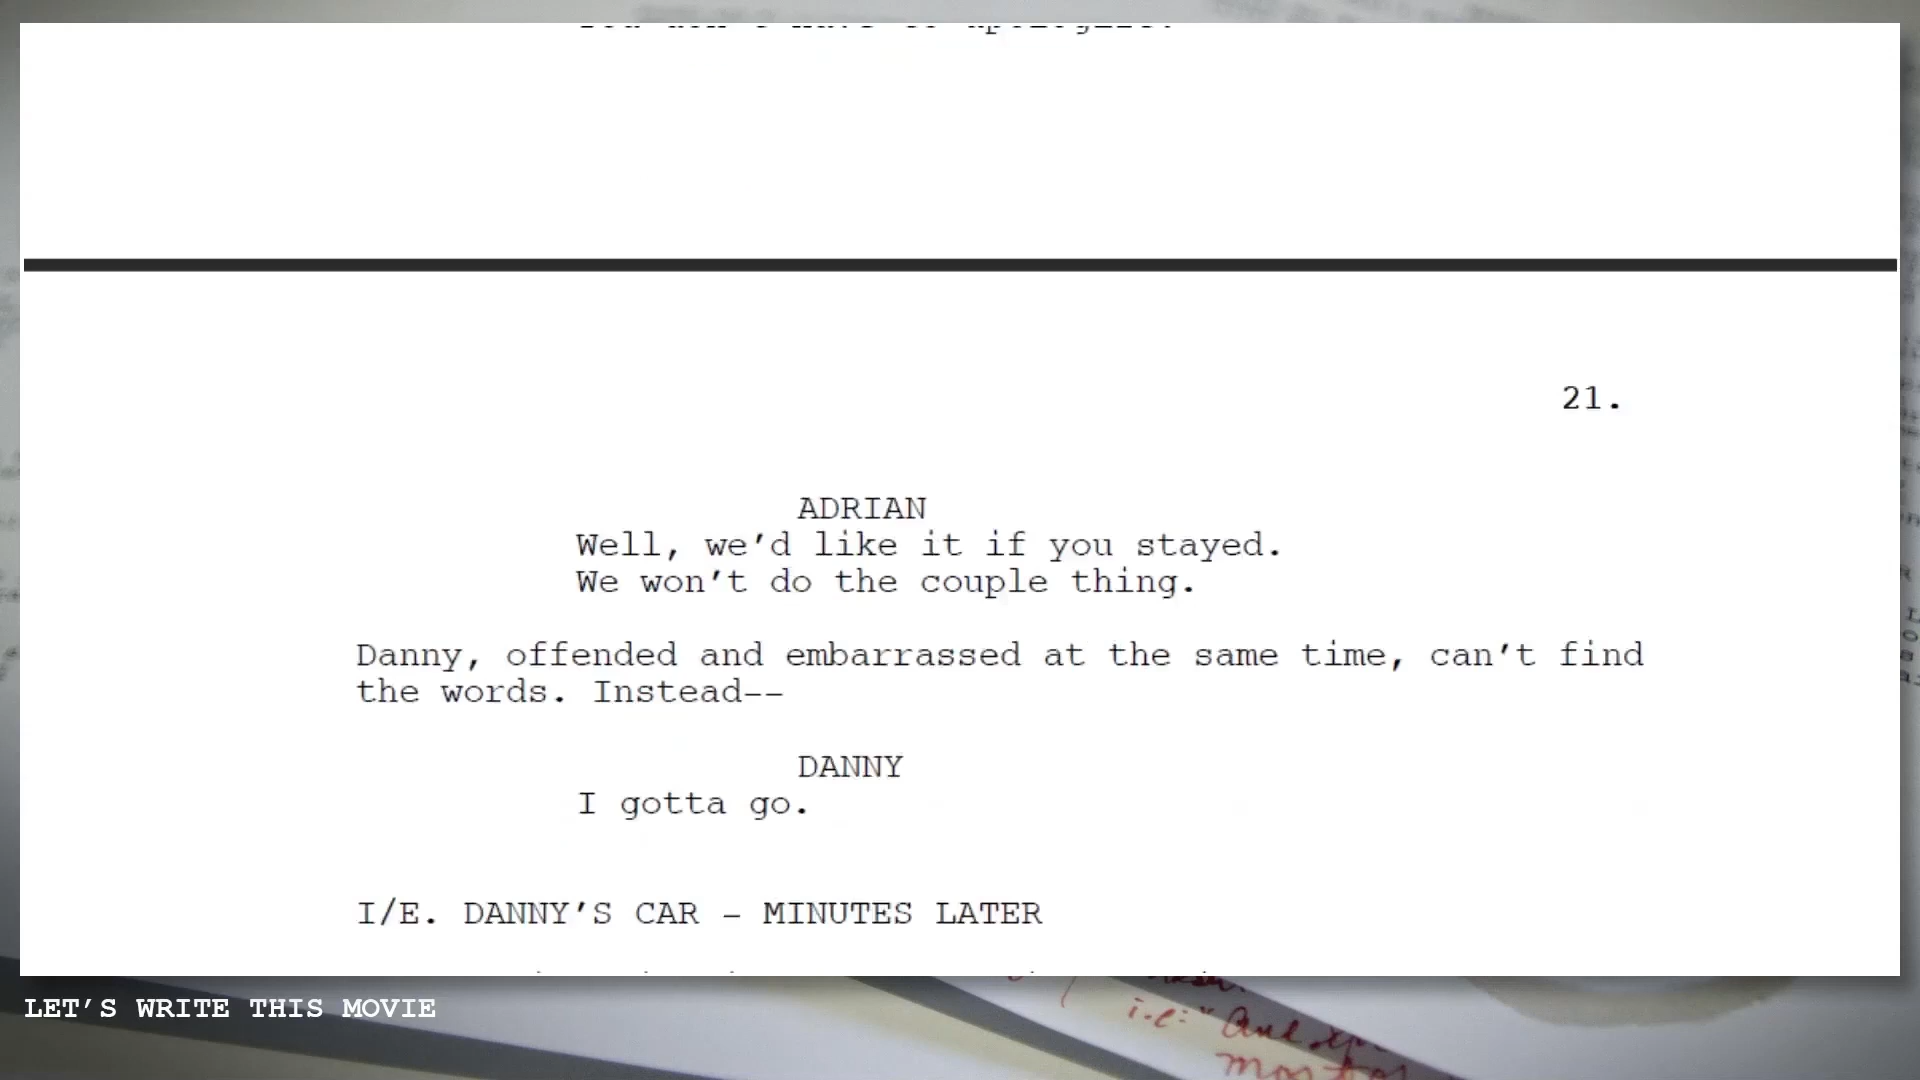 21.
ADRIAN
Well, we’d like it if you stayed.
We won’t do the couple thing.
Danny, offended and embarrassed at the same time, can’t find
the words. Instead--
DANNY
I gotta go.
I/E. DANNY’S CAR – MINUTES LATER
LET’S WRITE THIS MOVIE
i.e:" And